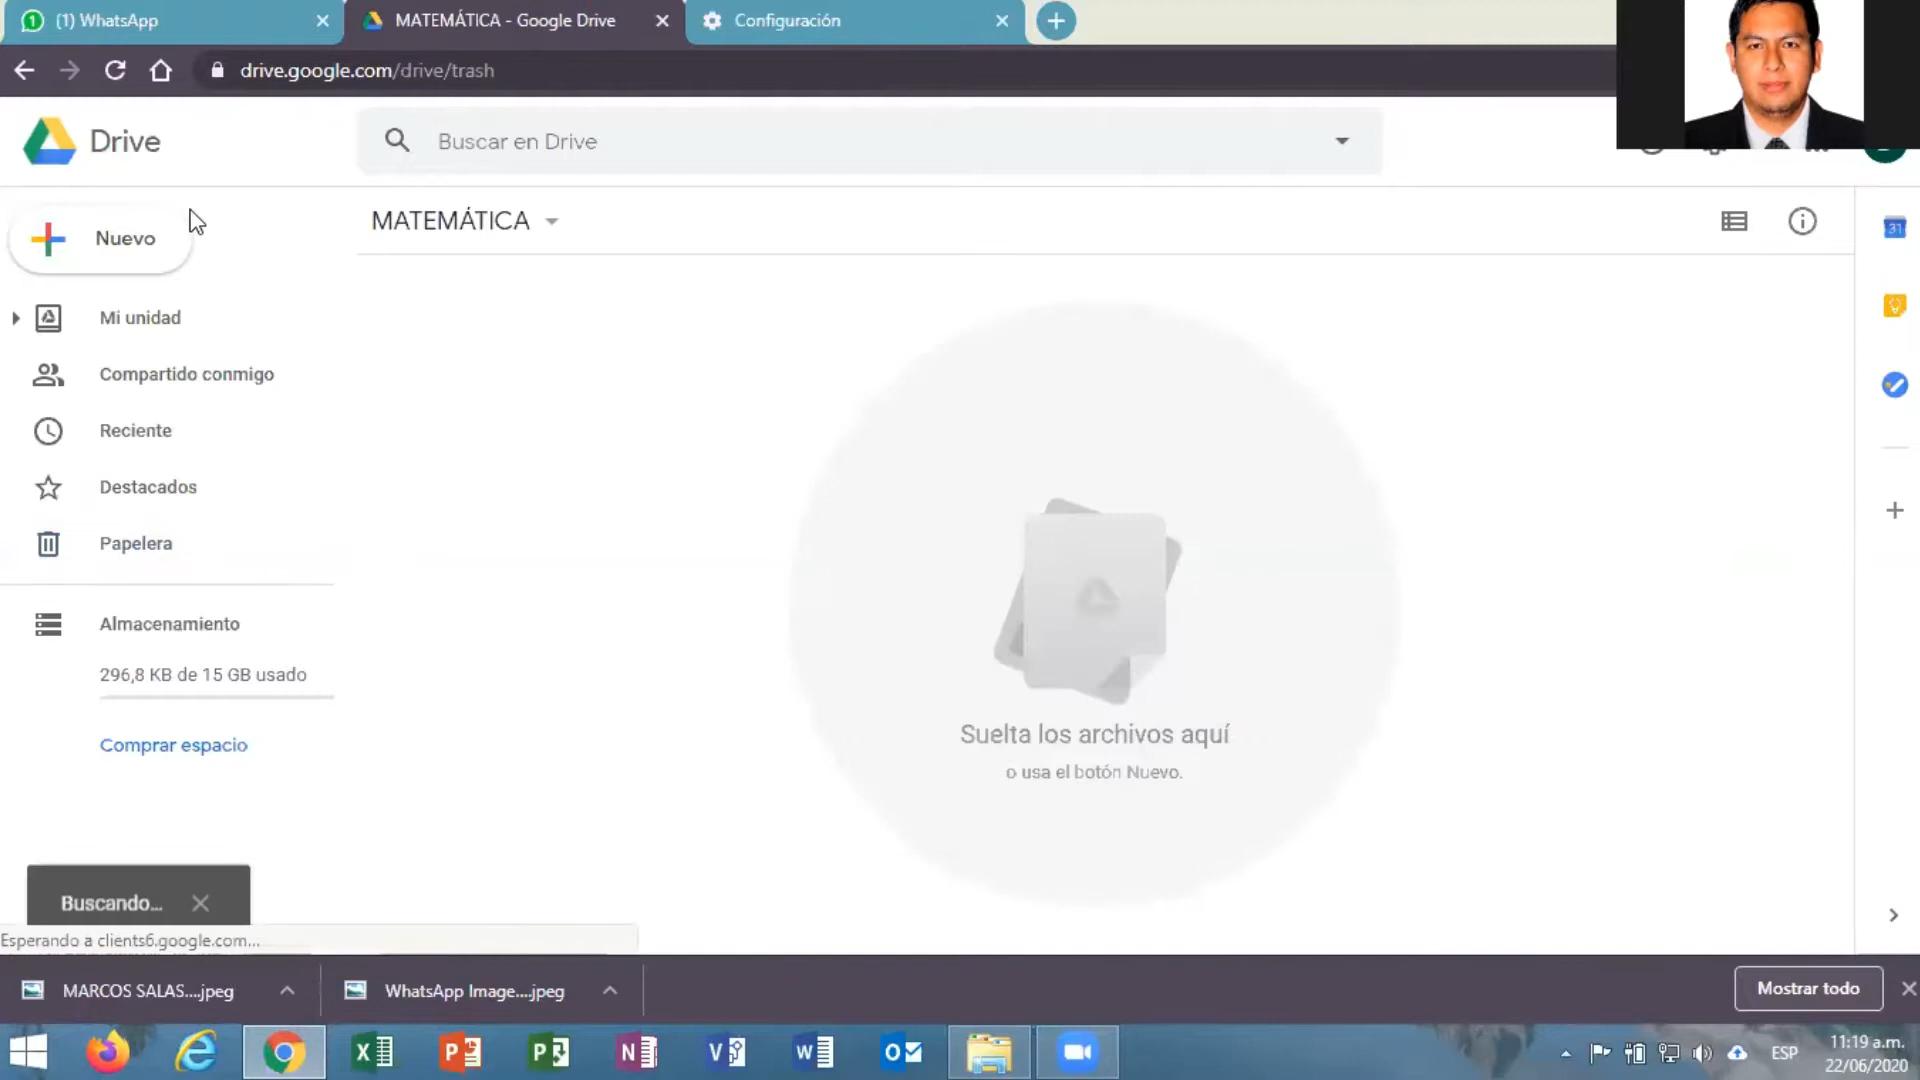 (1) WhatsApp
MATEMÁTICA - Google Drive
Configuración
drive.google.com/drive/trash
Drive
Buscar en Drive
Nuevo
MATEMÁTICA
31
Mi unidad
Compartido conmigo
Reciente
Destacados
Papelera
Almacenamiento
296,8 KB de 15 GB usado
Comprar espacio
Suelta los archivos aquí
o usa el botón Nuevo.
Buscando...
Esperando a clients6.google.com...
MARCOS SALAS....jpeg
WhatsApp Image....jpeg
Mostrar todo
ESP
11:19 a.m.
22/06/2020